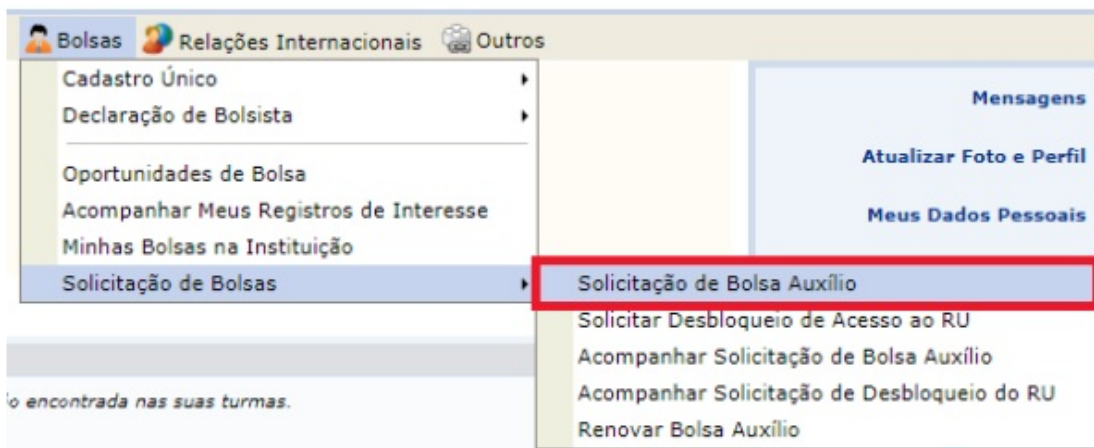 Bolsas Relações Internacionais Outros
Cadastro Único
Declaração de Bolsista
Oportunidades de Bolsa
Acompanhar Meus Registros de Interesse
Minhas Bolsas na Instituição
Solicitação de Bolsas
Solicitação de Bolsa Auxílio
Solicitar Desbloqueio de Acesso ao RU
Acompanhar Solicitação de Bolsa Auxílio
Acompanhar Solicitação de Desbloqueio do RU
Renovar Bolsa Auxílio
Mensagens
Atualizar Foto e Perfil
Meus Dados Pessoais
o encontrada nas suas turmas.